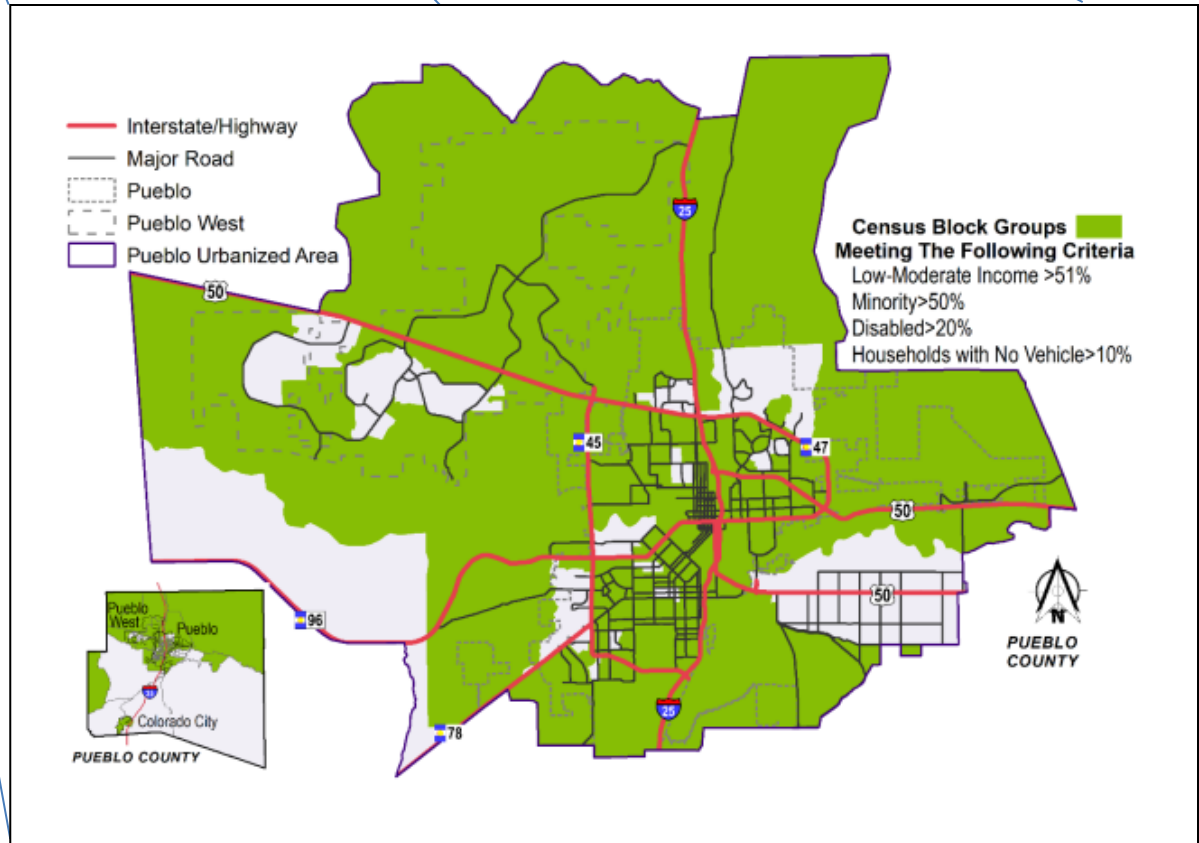 Interstate/Highway
Major Road
Pueblo
Pueblo West
Pueblo Urbanized Area
Census Block Groups
Meeting The Following Criteria
Low-Moderate Income >51%
Minority>50%
Disabled>20%
Households with No Vehicle>10%
25
50
45
47
50
50
96
78
25
N
PUEBLO
COUNTY
Pueblo
West
Pueblo
Colorado City
PUEBLO COUNTY